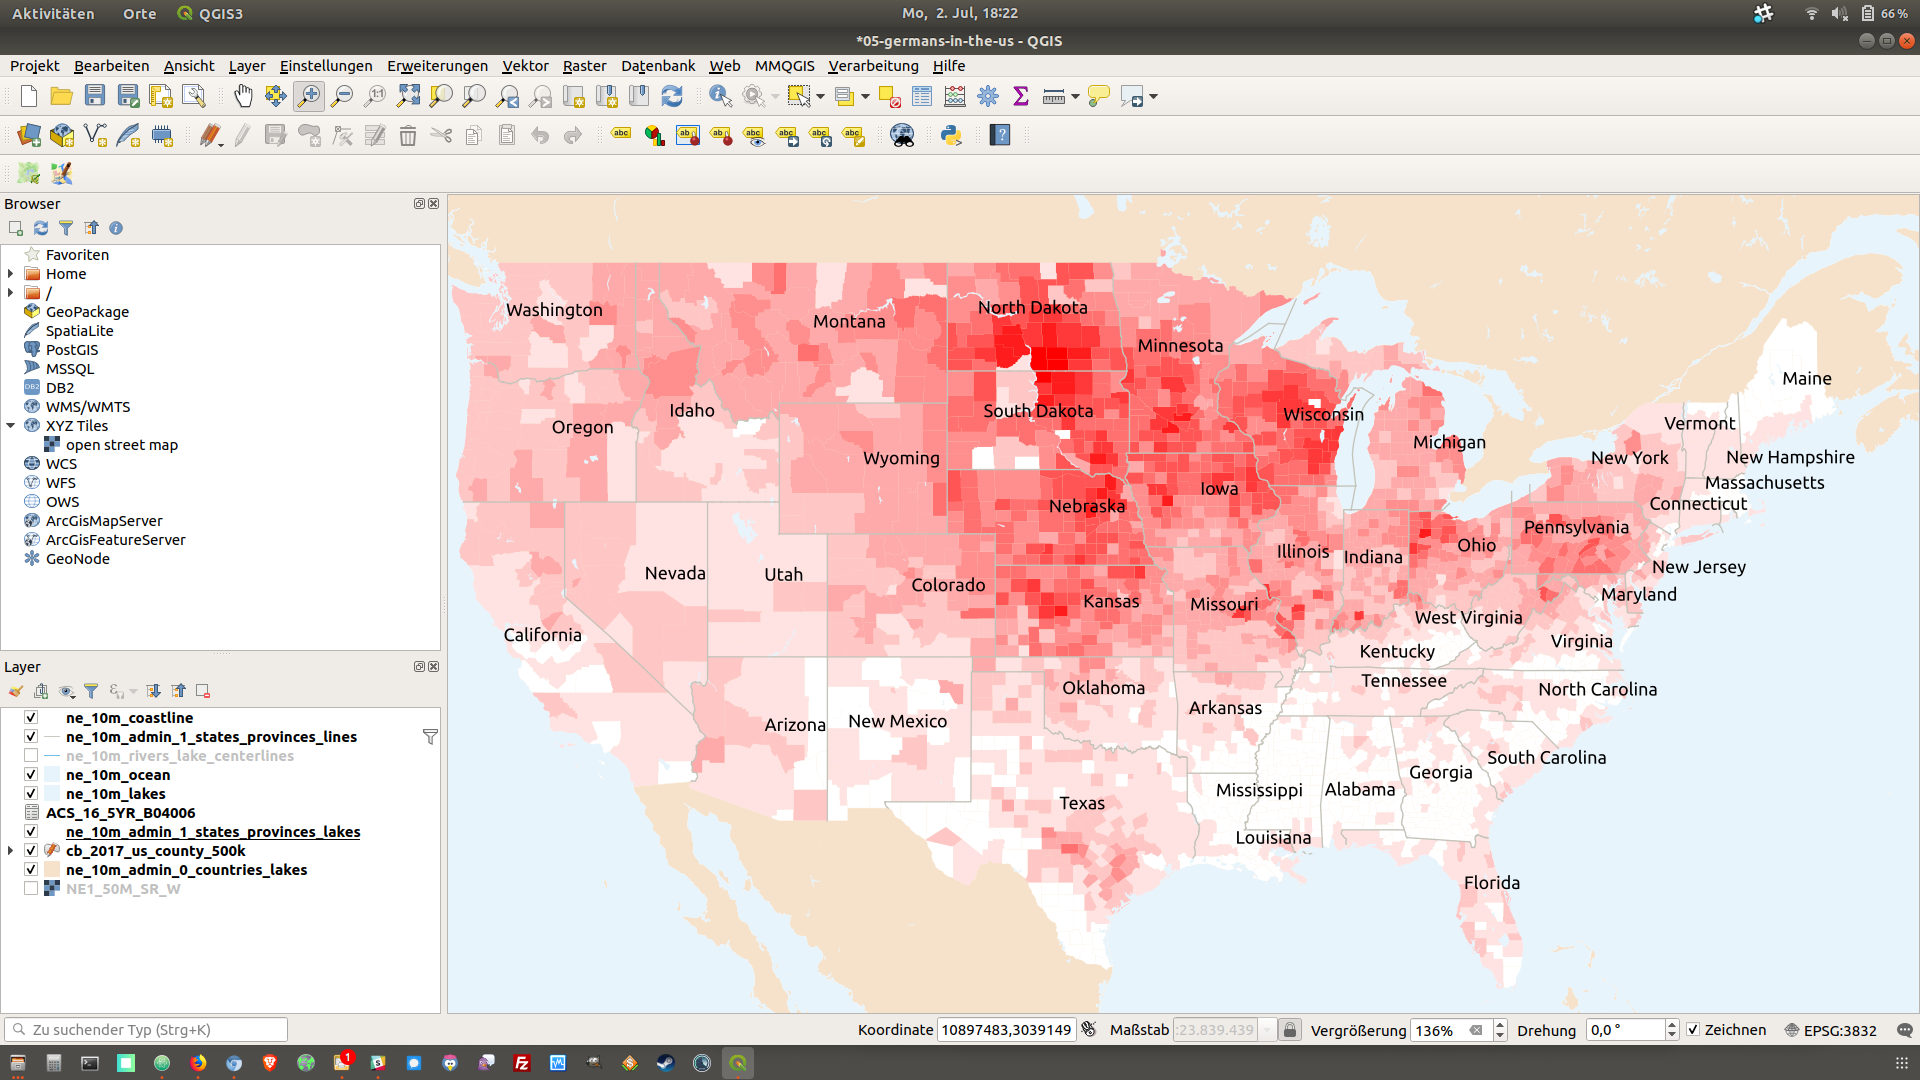 Aktivitäten Orte QGIS3 Mo, 2. Jul, 18:22 66 %
*05-germans-in-the-us - QGIS
Projekt Bearbeiten Ansicht Layer Einstellungen Erweiterungen Vektor Raster Datenbank Web MMQGIS Verarbeitung Hilfe
Browser
Favoriten
Home
/
GeoPackage
SpatiaLite
PostGIS
MSSQL
DB2
WMS/WMTS
XYZ Tiles
open street map
WCS
WFS
OWS
ArcGisMapServer
ArcGisFeatureServer
GeoNode
Layer
ne_10m_coastline
ne_10m_admin_1_states_provinces_lines
ne_10m_rivers_lake_centerlines
ne_10m_ocean
ne_10m_lakes
ACS_16_5YR_B04006
ne_10m_admin_1_states_provinces_lakes
cb_2017_us_county_500k
ne_10m_admin_0_countries_lakes
NE1_50M_SR_W
Washington
Montana
North Dakota
Minnesota
Maine
Idaho
South Dakota
Wisconsin
Oregon
Vermont
Michigan
Wyoming
New York
New Hampshire
Massachusetts
Iowa
Nebraska
Connecticut
Pennsylvania
Ohio
Illinois
Indiana
New Jersey
Nevada
Utah
Colorado
Maryland
Kansas
Missouri
West Virginia
California
Virginia
Kentucky
Tennessee
Oklahoma
North Carolina
Arkansas
Arizona
New Mexico
South Carolina
Georgia
Mississippi
Alabama
Texas
Louisiana
Florida
Zu suchender Typ (Strg+K) Koordinate 10897483,3039149 Maßstab :23.839.439 Vergrößerung 136% Drehung 0,0 ° Zeichnen EPSG:3832
1